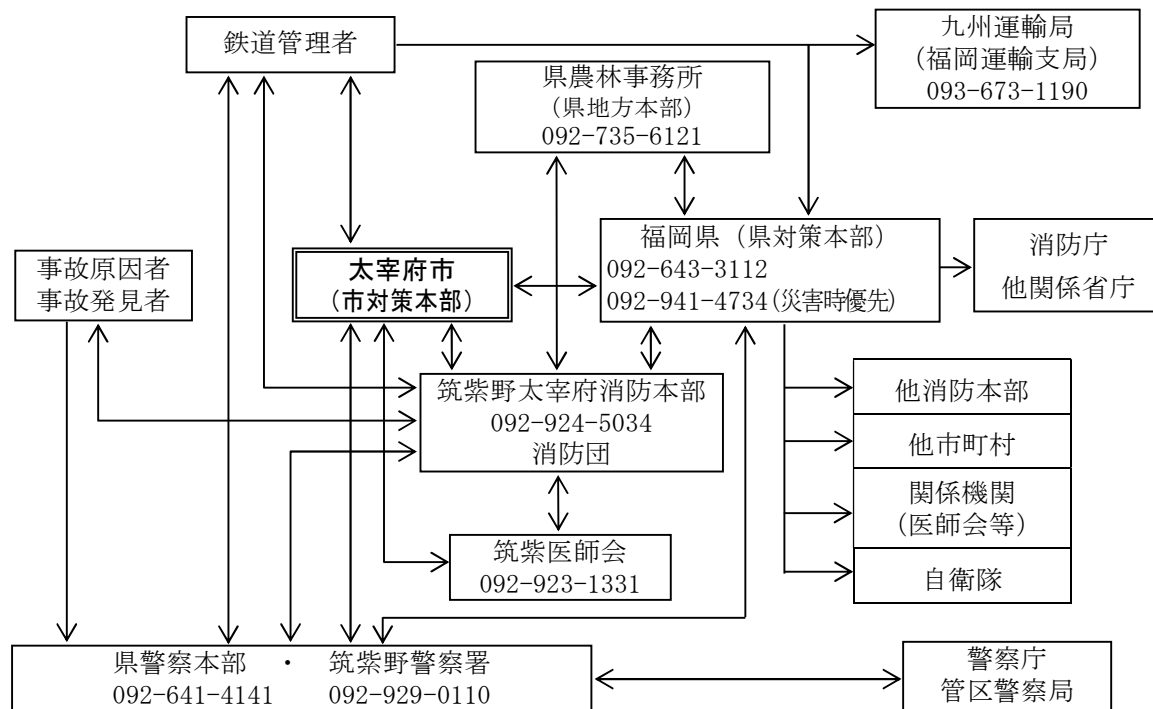 鉄道管理者
九州運輸局
(福岡運輸支局)
093-673-1190
県農林事務所
(県地方本部)
092-735-6121
事故原因者
事故発見者
太宰府市
(市対策本部)
福岡県 (県対策本部)
092-643-3112
092-941-4734(災害時優先)
消防庁
他関係省庁
筑紫野太宰府消防本部
092-924-5034
消防団
他消防本部
他市町村
関係機関
(医師会等)
自衛隊
筑紫医師会
092-923-1331
県警察本部 ・ 筑紫野警察署
092-641-4141 092-929-0110
警察庁
管区警察局